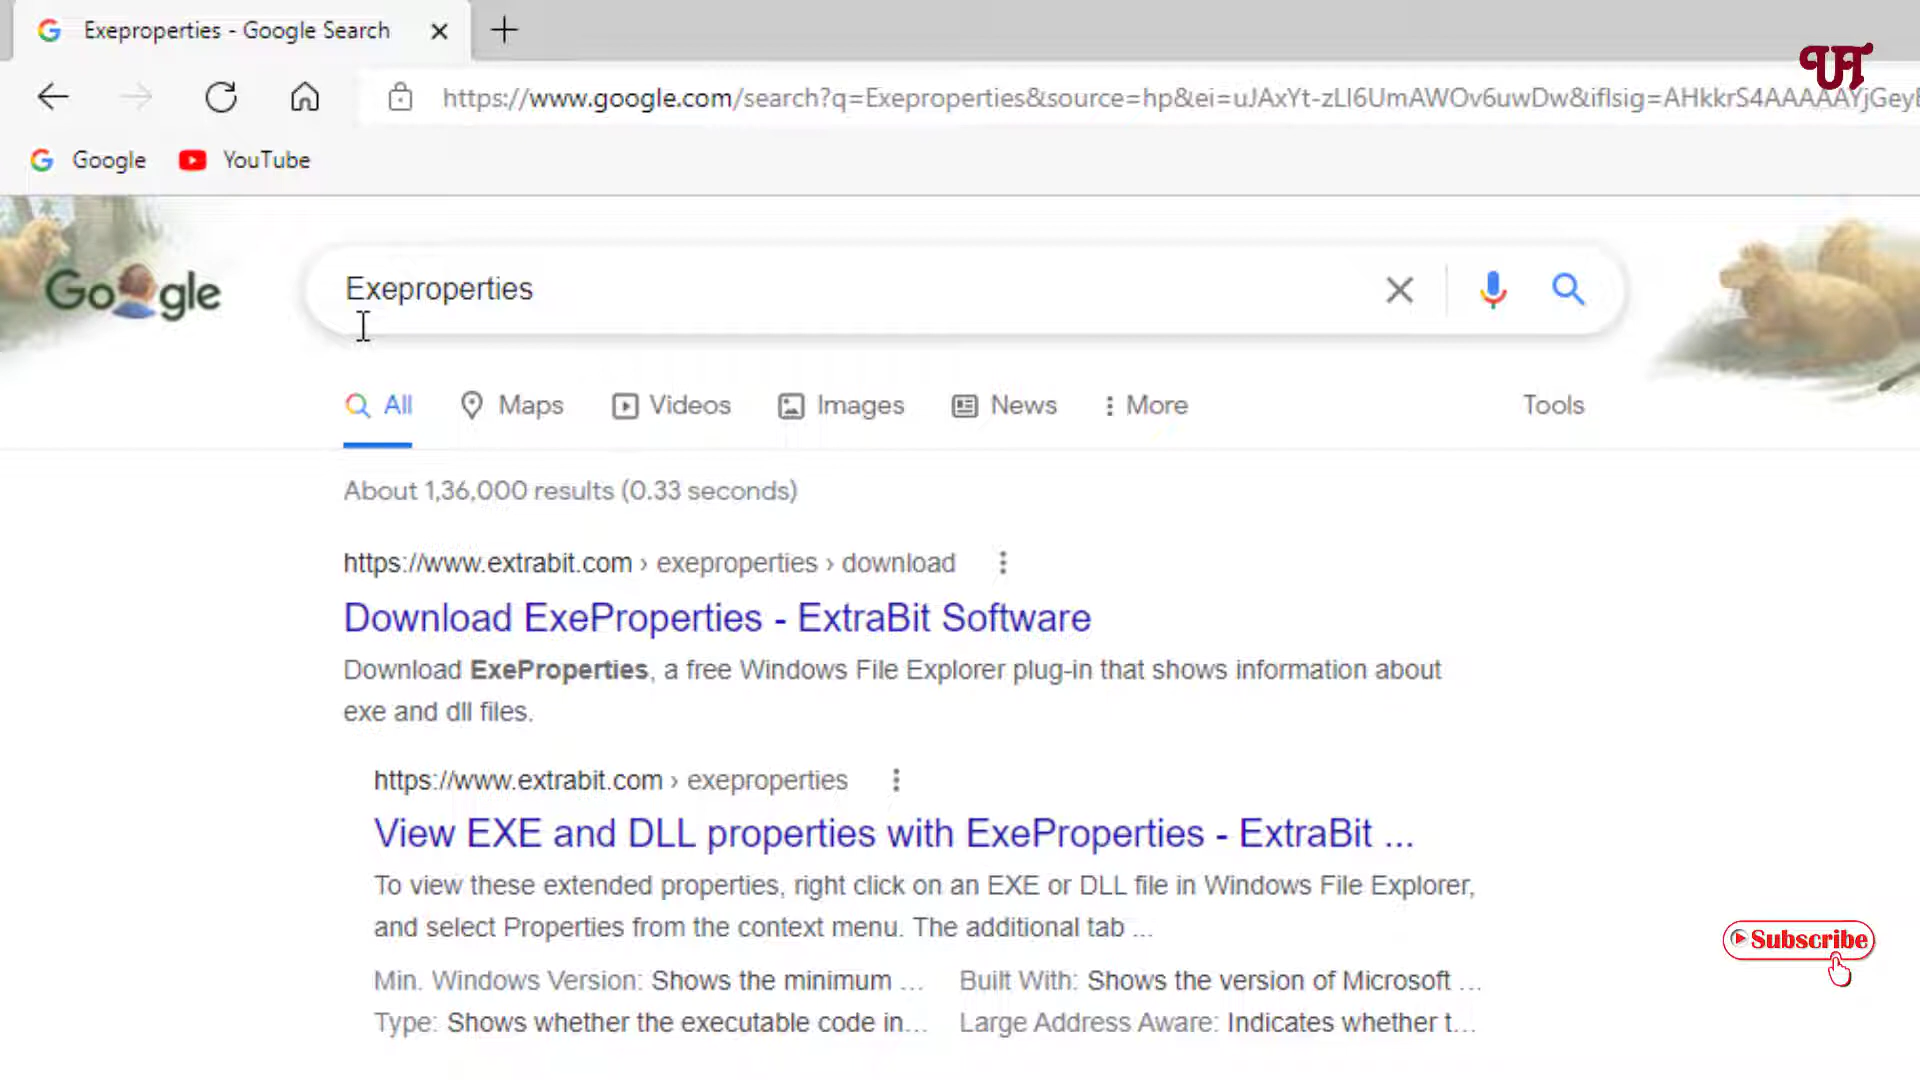 Exeproperties - Google Search
UT
https://www.google.com/search?q=Exeproperties&source=hp&ei=uJAxYt-zLI6UmAWOv6uwDw&iflsig=AHkkrS4AAAAAYjGeyE
Google YouTube
Google
Exeproperties
All Maps Videos Images News More Tools
About 1,36,000 results (0.33 seconds)
https://www.extrabit.com › exeproperties › download
Download ExeProperties - ExtraBit Software
Download ExeProperties, a free Windows File Explorer plug-in that shows information about
exe and dll files.
https://www.extrabit.com › exeproperties
View EXE and DLL properties with ExeProperties - ExtraBit ...
To view these extended properties, right click on an EXE or DLL file in Windows File Explorer,
and select Properties from the context menu. The additional tab ...
Subscribe
Min. Windows Version: Shows the minimum ... Built With: Shows the version of Microsoft ...
Type: Shows whether the executable code in... Large Address Aware: Indicates whether t...